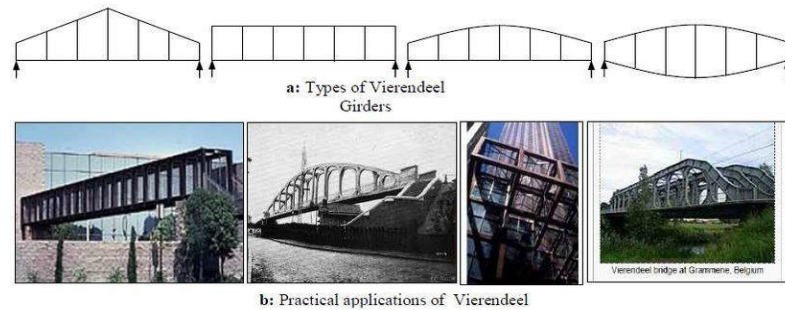 a: Types of Vierendeel
Girders
Vierendeel bridge at Grammene, Belgium
b: Practical applications of Vierendeel